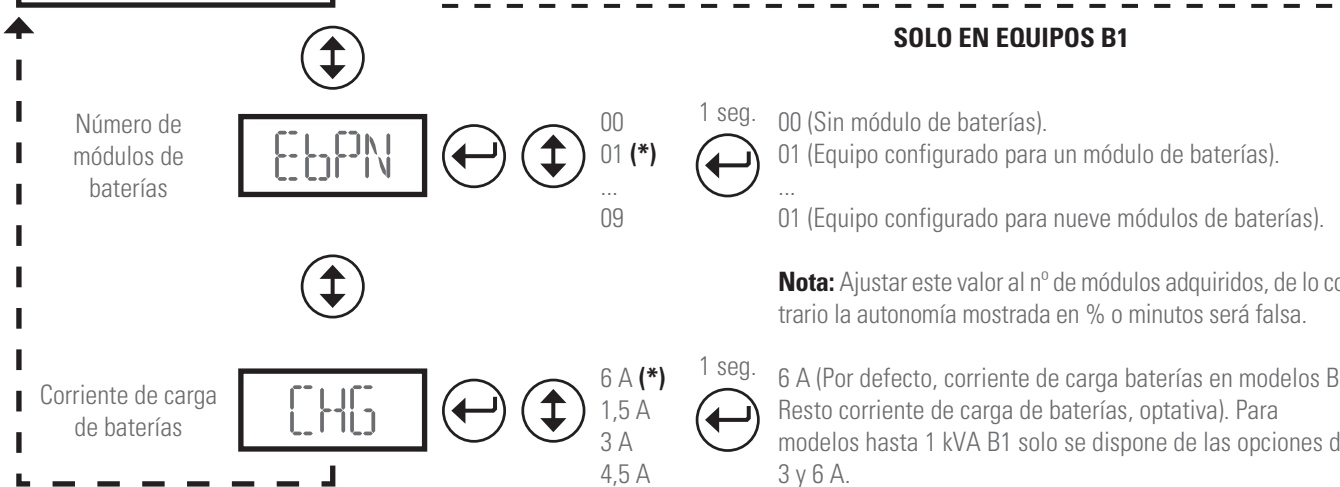 SOLO EN EQUIPOS B1
Número de
módulos de
baterías
EbPN
00
01 (*)
...
09
1 seg.
00 (Sin módulo de baterías).
01 (Equipo configurado para un módulo de baterías).
...
01 (Equipo configurado para nueve módulos de baterías).
Nota: Ajustar este valor al nº de módulos adquiridos, de lo co
trario la autonomía mostrada en % o minutos será falsa.
Corriente de carga
de baterías
CHG
6 A (*)
1,5 A
3 A
4,5 A
1 seg.
6 A (Por defecto, corriente de carga baterías en modelos B
Resto corriente de carga de baterías, optativa). Para
modelos hasta 1 kVA B1 solo se dispone de las opciones d
3 y 6 A.